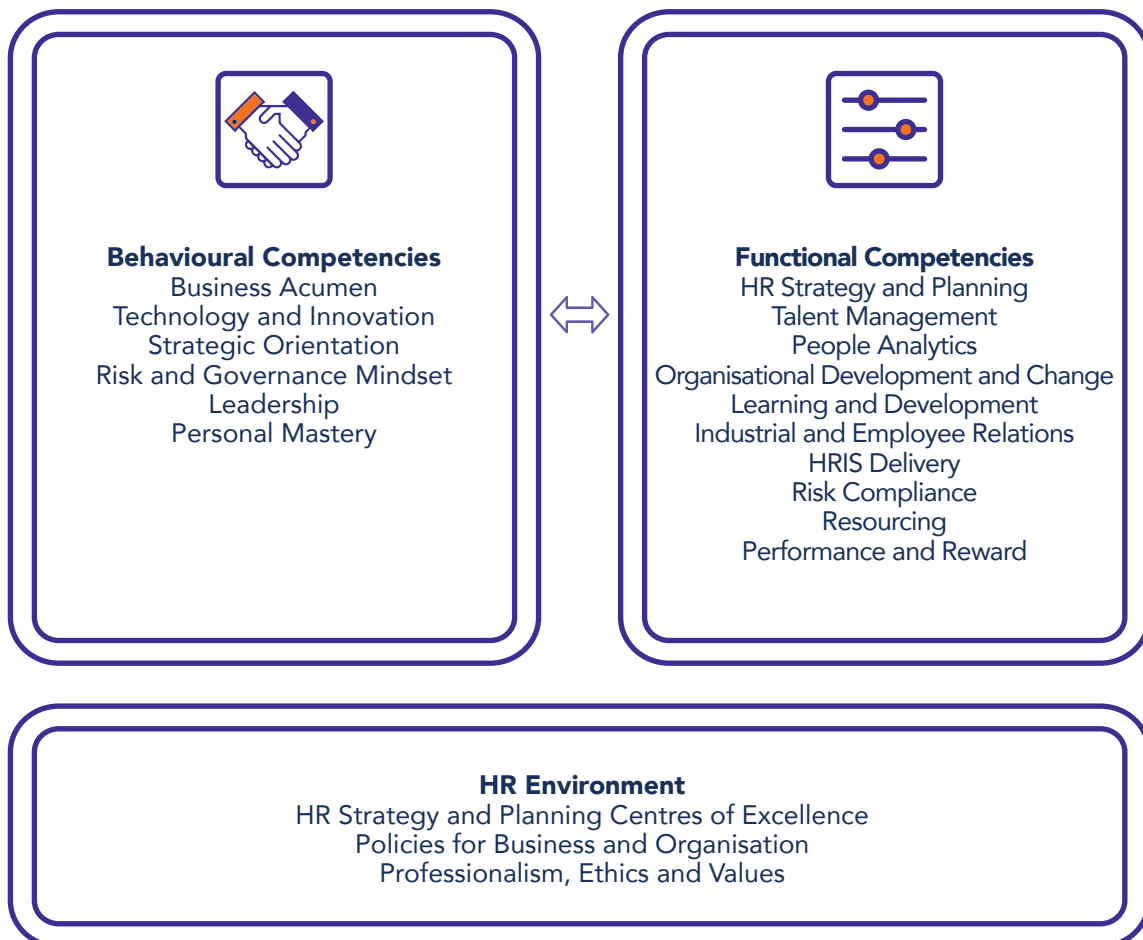 Behavioural Competencies
Business Acumen
Technology and Innovation
Strategic Orientation
Risk and Governance Mindset
Leadership
Personal Mastery
Functional Competencies
HR Strategy and Planning
Talent Management
People Analytics
Organisational Development and Change
Learning and Development
Industrial and Employee Relations
HRIS Delivery
Risk Compliance
Resourcing
Performance and Reward
HR Environment
HR Strategy and Planning Centres of Excellence
Policies for Business and Organisation
Professionalism, Ethics and Values